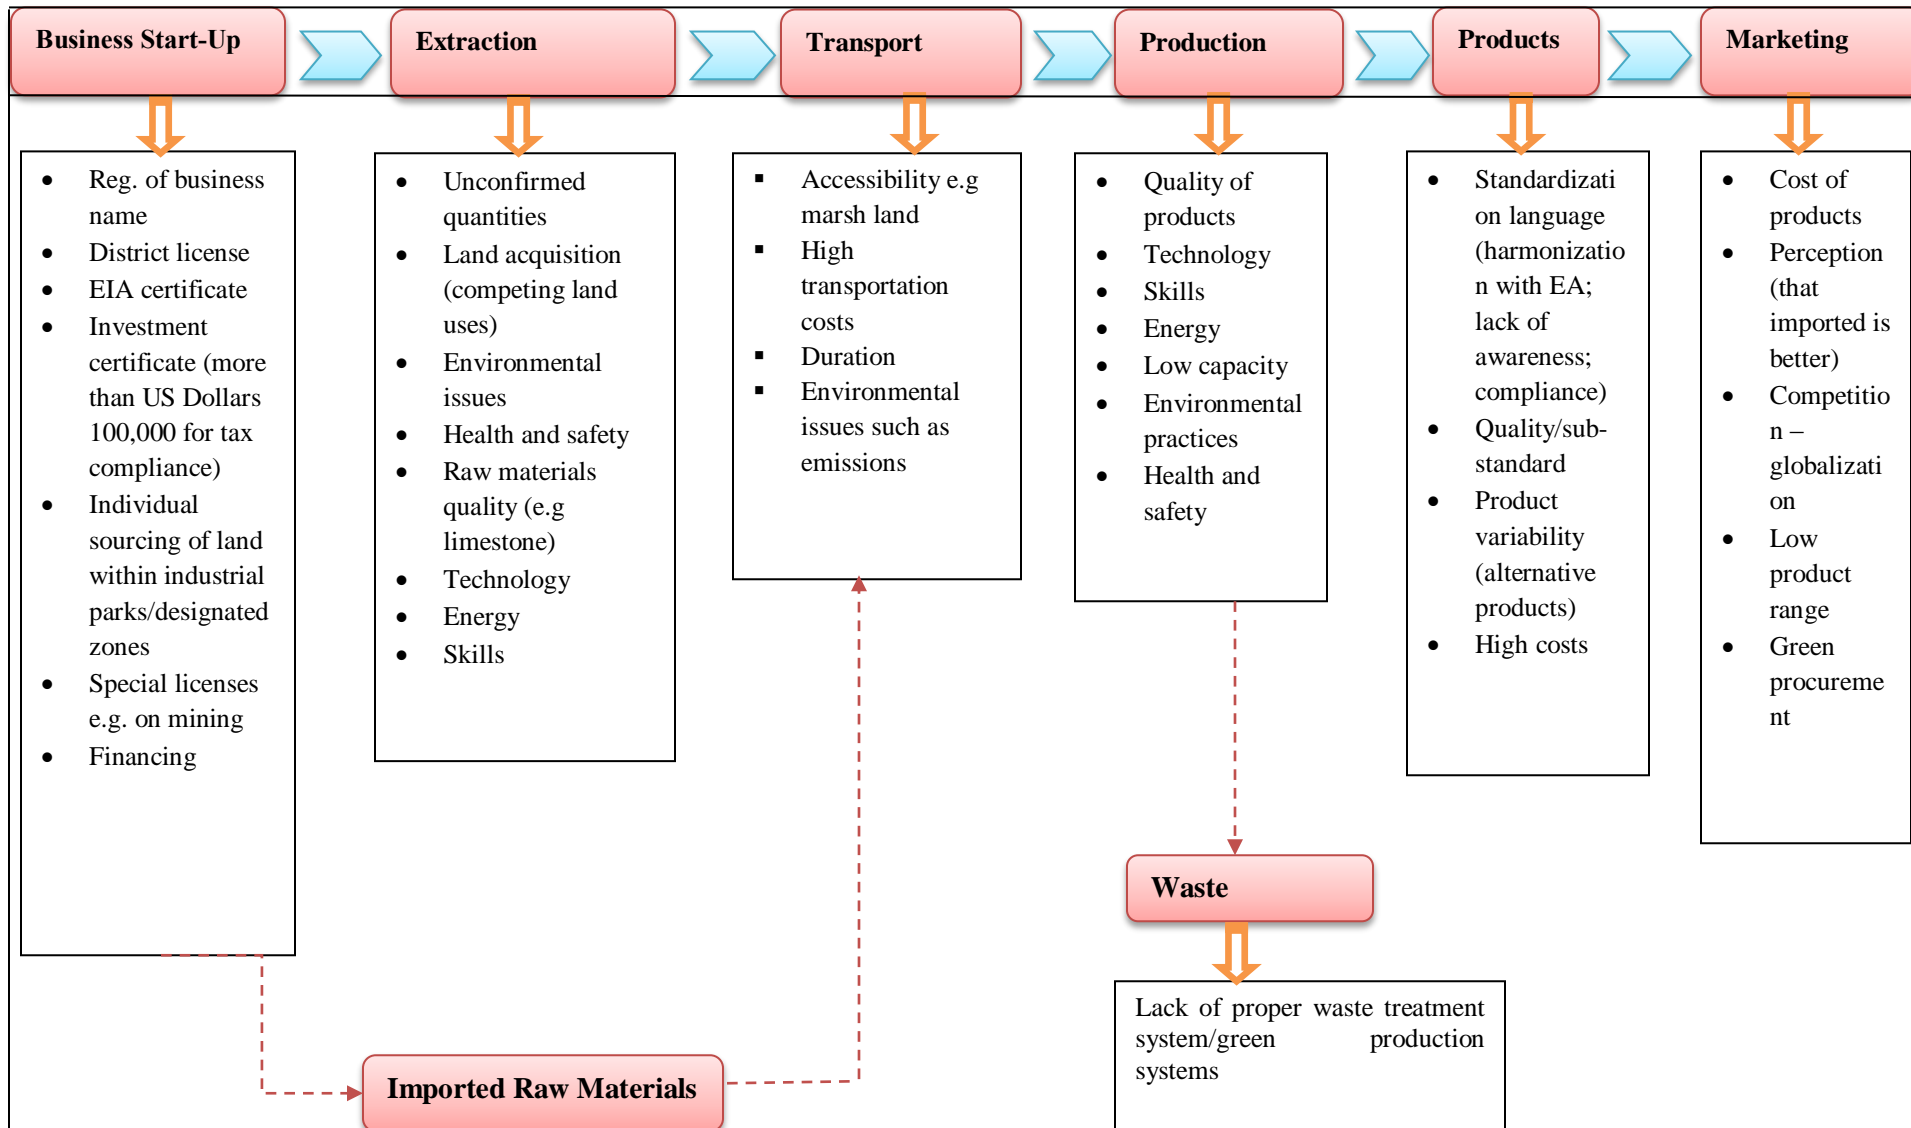 Business Start-Up
Extraction
Transport
Production
Products
Marketing
• Reg. of business
name
• District license
• EIA certificate
• Investment
certificate (more
than US Dollars
100,000 for tax
compliance)
• Individual
sourcing of land
within industrial
parks/designated
zones
• Special licenses
e.g. on mining
• Financing
• Unconfirmed
quantities
• Land acquisition
(competing land
uses)
• Environmental
issues
• Health and safety
• Raw materials
quality (e.g
limestone)
• Technology
• Energy
• Skills
▪ Accessibility e.g
marsh land
▪ High
transportation
costs
▪ Duration
▪ Environmental
issues such as
emissions
• Quality of
products
• Technology
• Skills
• Energy
• Low capacity
• Environmental
practices
• Health and
safety
• Standardizati
on language
(harmonizatio
n with EA;
lack of
awareness;
compliance)
• Quality/sub-
standard
• Product
variability
(alternative
products)
• High costs
• Cost of
products
• Perception
(that
imported is
better)
• Competitio
n –
globalizati
on
• Low
product
range
• Green
procureme
nt
Waste
Lack of proper waste treatment
system/green production
systems
Imported Raw Materials